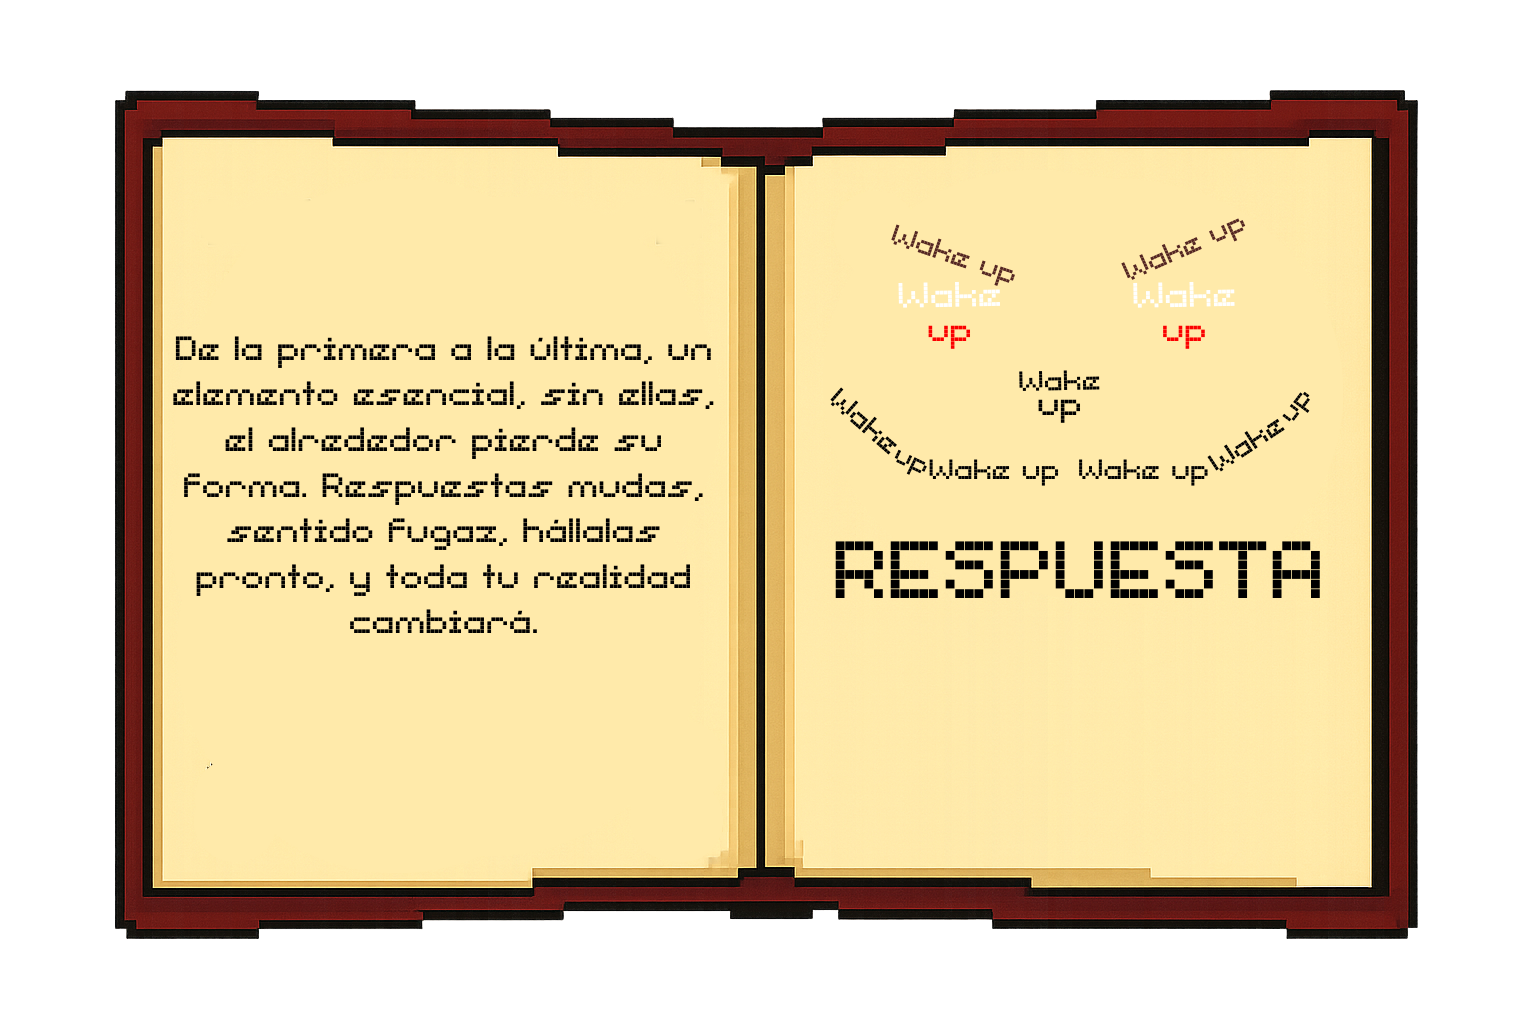 De la primera a la última, un
elemento esencial, sin ellas,
el alrededor pierde su
forma. Respuestas mudas,
sentido fugaz, hállalas
pronto, y toda tu realidad
cambiará.
Wake up
Wake up
Wake
up
Wake
up
Wake
up
Wake up
Wake up
Wake up
Wake up
RESPUESTA